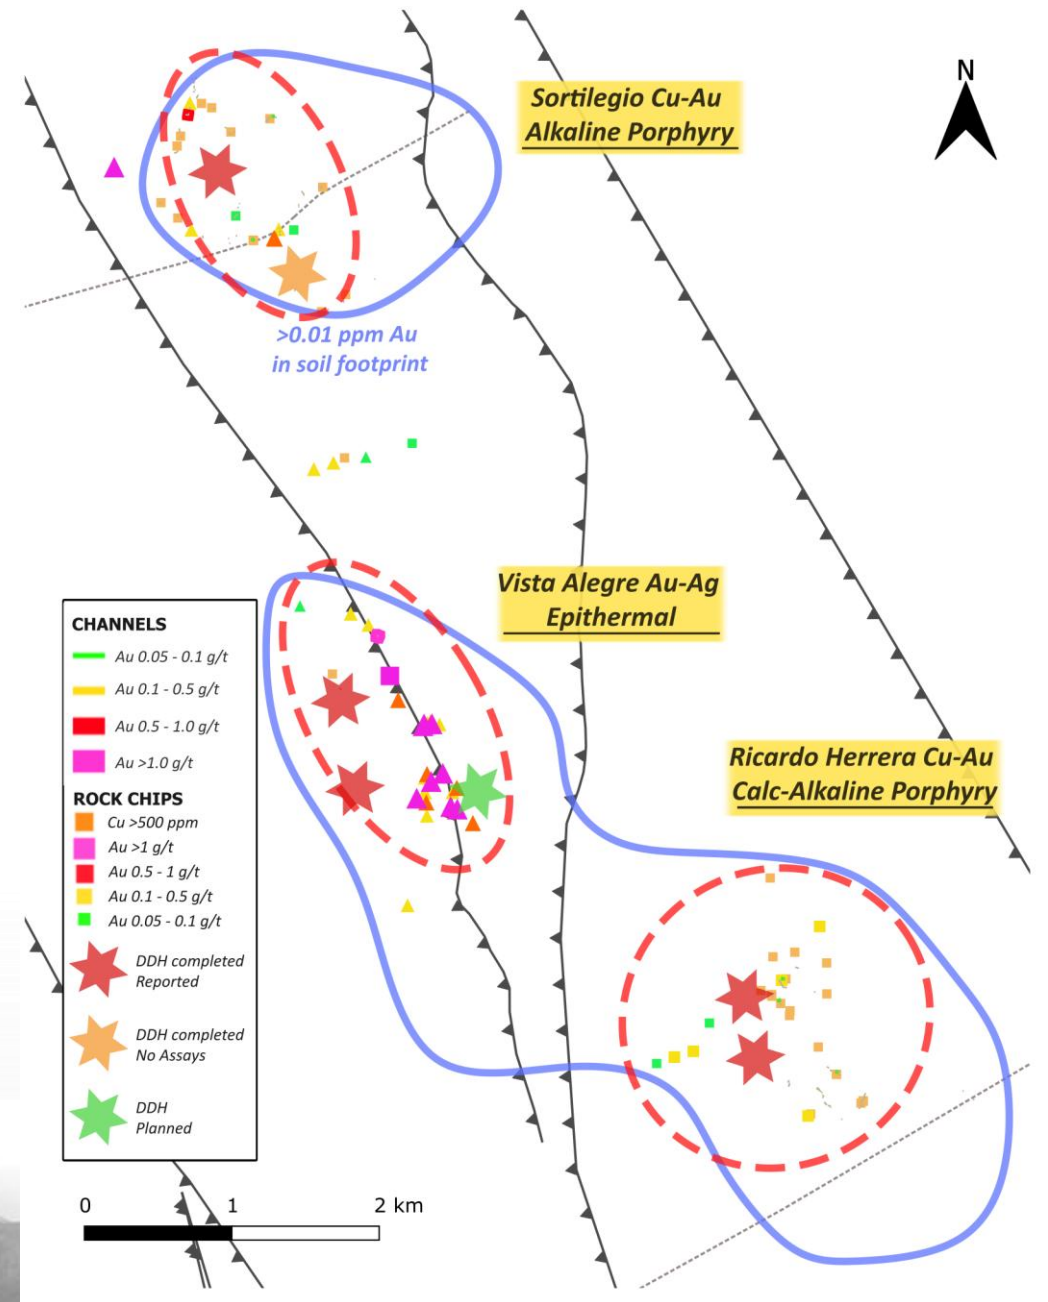 N
Sortilegio Cu-Au
Alkaline Porphyry
>0.01 ppm Au
in soil footprint
Vista Alegre Au-Ag
Epithermal
Ricardo Herrera Cu-Au
Calc-Alkaline Porphyry
CHANNELS
Au 0.05 - 0.1 g/t
Au 0.1 - 0.5 g/t
Au 0.5 - 1.0 g/t
Au >1.0 g/t
ROCK CHIPS
Cu >500 ppm
Au >1 g/t
Au 0.5 - 1 g/t
Au 0.1 - 0.5 g/t
Au 0.05 - 0.1 g/t
DDH completed
Reported
DDH completed
No Assays
DDH
Planned
0 1 2 km